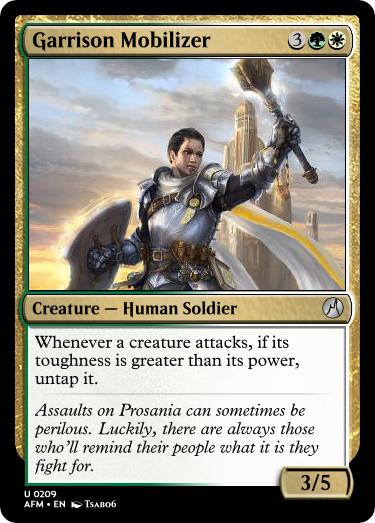 Garrison Mobilizer 3
Creature — Human Soldier
Whenever a creature attacks, if its
toughness is greater than its power,
untap it.
Assaults on Prosania can sometimes be
perilous. Luckily, there are always those
who'll remind their people what it is they
fight for.
3/5
U 0209
AFM • EN Tsabo6